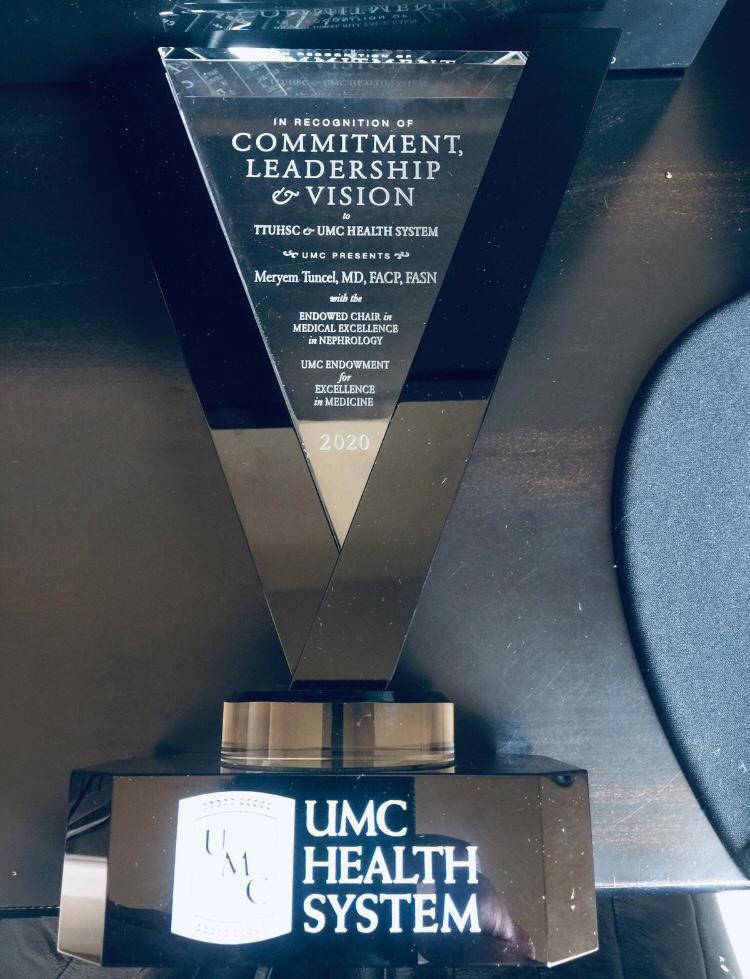 IN RECOGNITION OF
COMMITMENT,
LEADERSHIP
& VISION
to
TTUHSC & UMC HEALTH SYSTEM
UMC PRESENTS
Meryem Tuncel, MD, FACP, FASN
with the
ENDOWED CHAIR in
MEDICAL EXCELLENCE
in NEPHROLOGY
UMC ENDOWMENT
for
EXCELLENCE
in MEDICINE
2020
UMC
UMC
HEALTH
SYSTEM